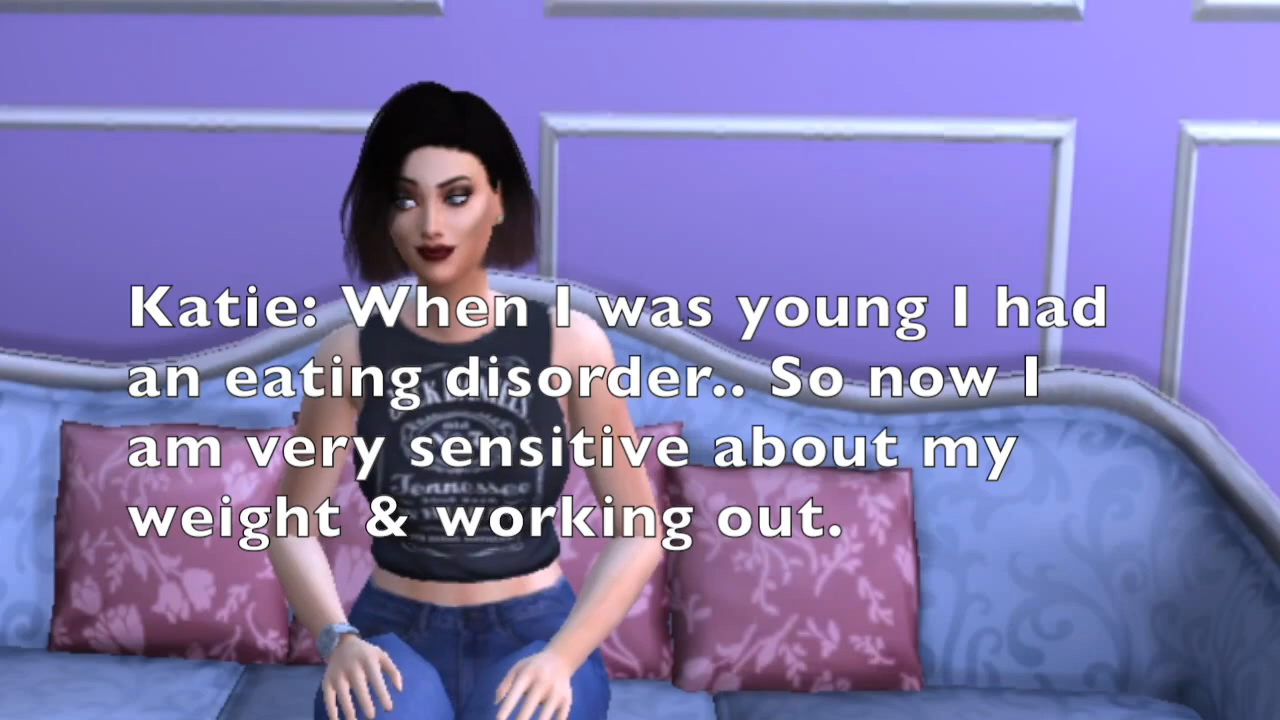 Katie: When I was young I had
an eating disorder.. So now I
am very sensitive about my
weight & working out.
Tennessee